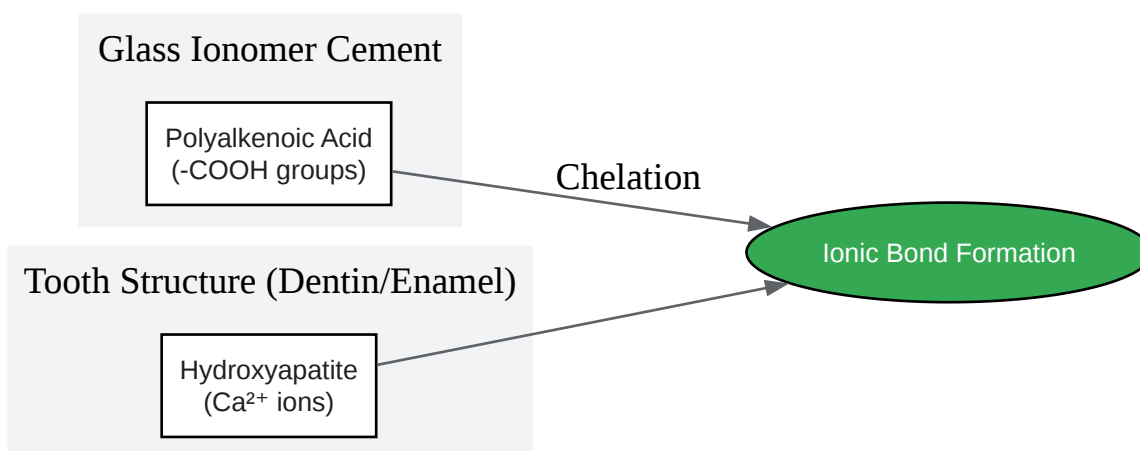 Glass Ionomer Cement
Polyalkenoic Acid
(-COOH groups)
Chelation
Ionic Bond Formation
Tooth Structure (Dentin/Enamel)
Hydroxyapatite
(Ca²⁺ ions)